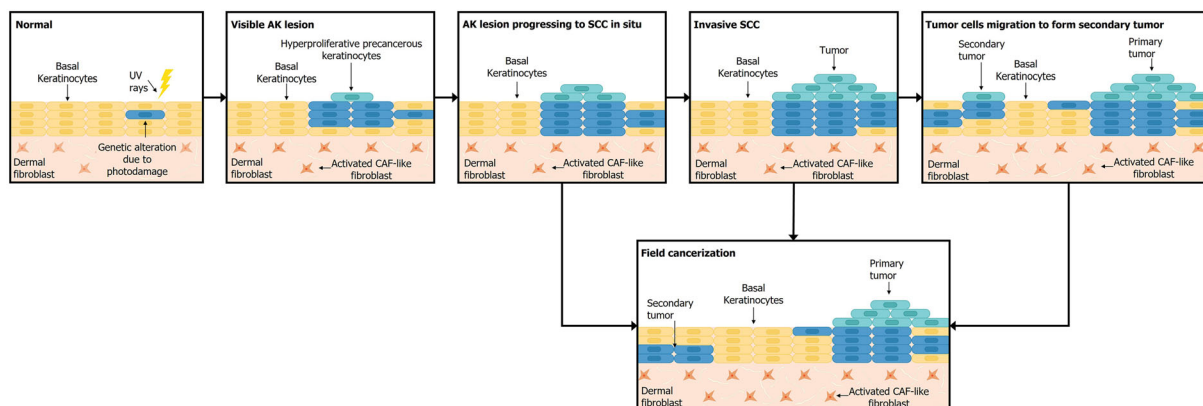 Normal
Basal
Keratinocytes
UV
rays
Genetic alteration
due to
photodamage
Dermal
fibroblast
Visible AK lesion
Hyperproliferative precancerous
keratinocytes
Basal
Keratinocytes
Dermal
fibroblast
Activated CAF-like
fibroblast
AK lesion progressing to SCC in situ
Basal
Keratinocytes
Dermal
fibroblast
Activated CAF-like
fibroblast
Invasive SCC
Tumor
Basal
Keratinocytes
Dermal
fibroblast
Activated CAF-like
fibroblast
Tumor cells migration to form secondary tumor
Secondary
tumor
Basal
Keratinocytes
Primary
tumor
Dermal
fibroblast
Activated CAF-like
fibroblast
Field cancerization
Primary
tumor
Basal
Keratinocytes
Secondary
tumor
Dermal
fibroblast
Activated CAF-like
fibroblast